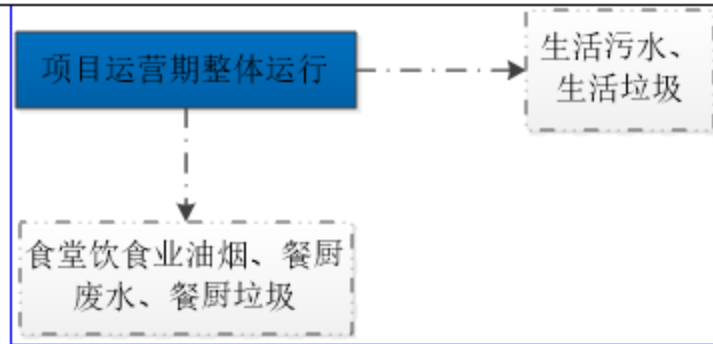 项目运营期整体运行
生活污水、
生活垃圾
食堂饮食业油烟、餐厨
废水、餐厨垃圾